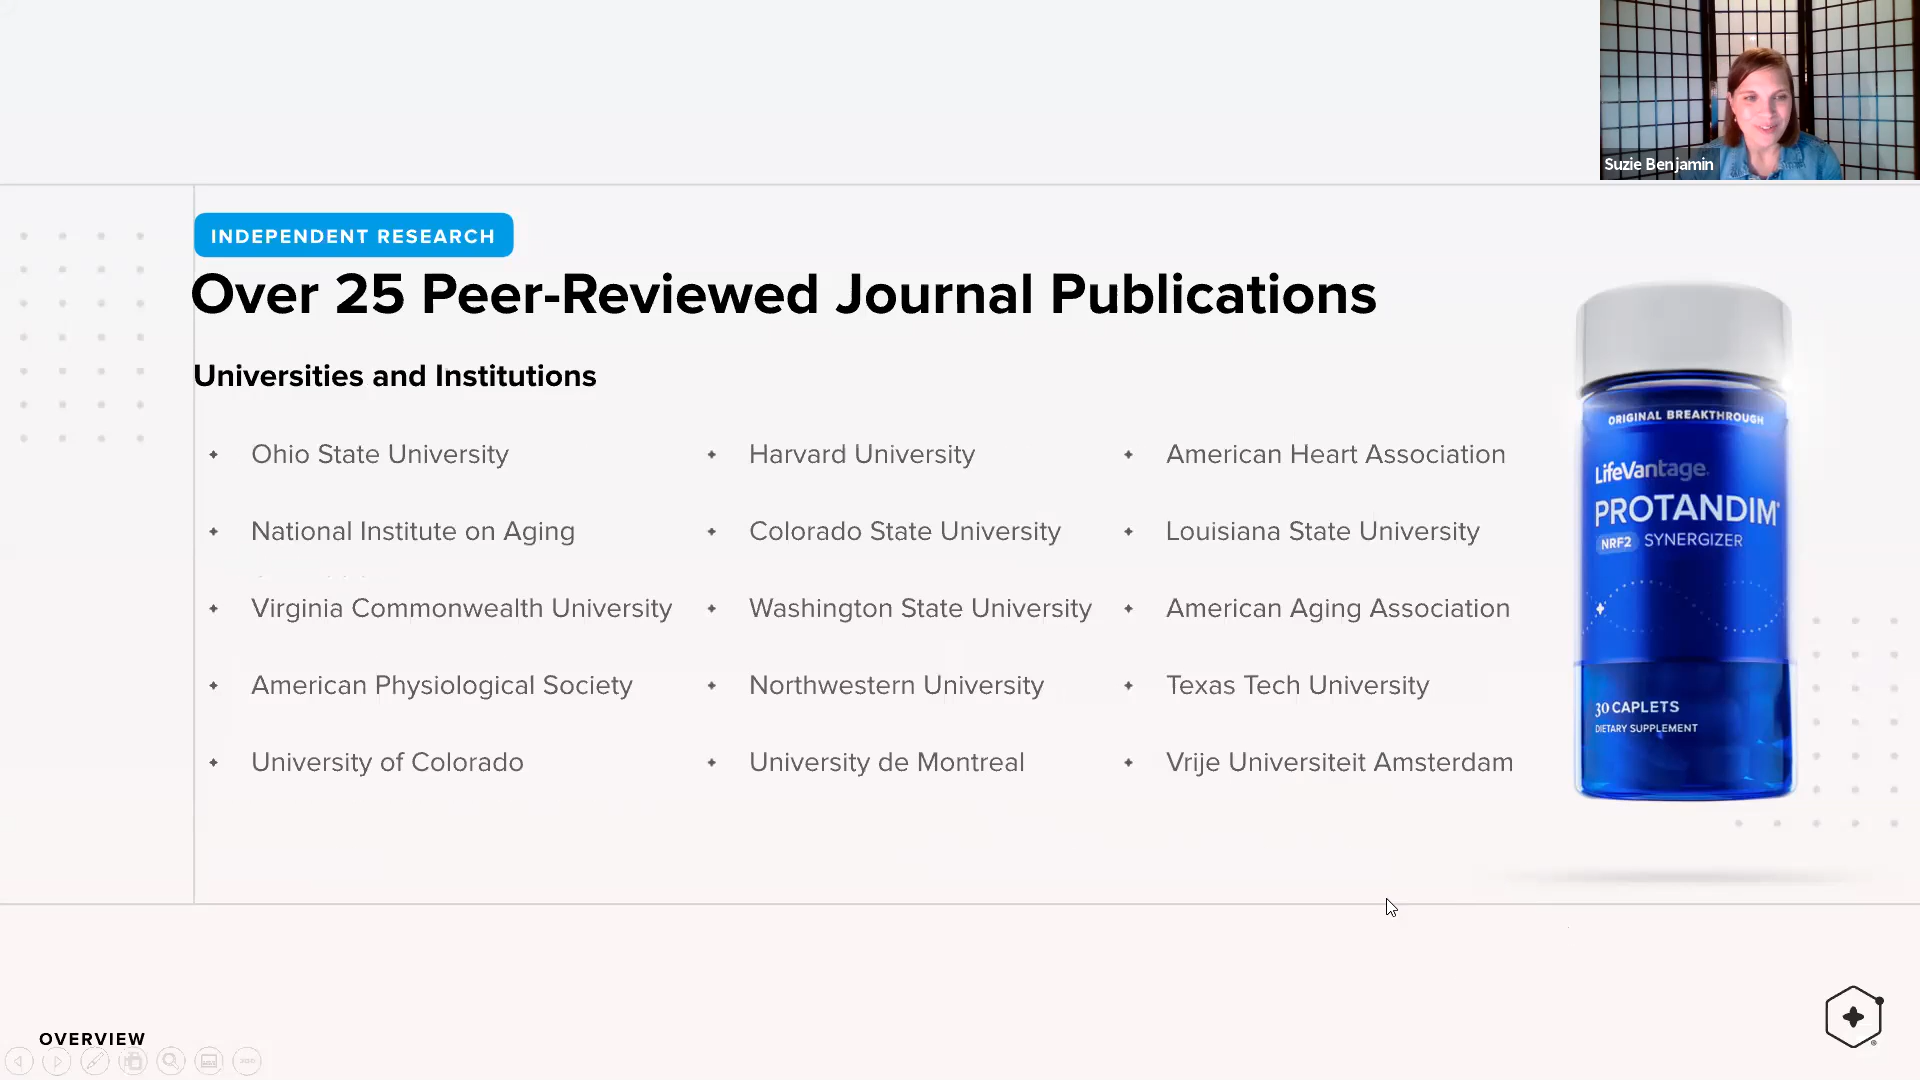 Suzie Benjamin
INDEPENDENT RESEARCH
Over 25 Peer-Reviewed Journal Publications
Universities and Institutions
Ohio State University
National Institute on Aging
Virginia Commonwealth University
American Physiological Society
University of Colorado
Harvard University
Colorado State University
Washington State University
Northwestern University
University de Montreal
American Heart Association
Louisiana State University
American Aging Association
Texas Tech University
Vrije Universiteit Amsterdam
ORIGINAL BREAKTHROUGH
LifeVantage®
PROTANDIM®
NRF2 SYNERGIZER
30 CAPLETS
DIETARY SUPPLEMENT
OVERVIEW